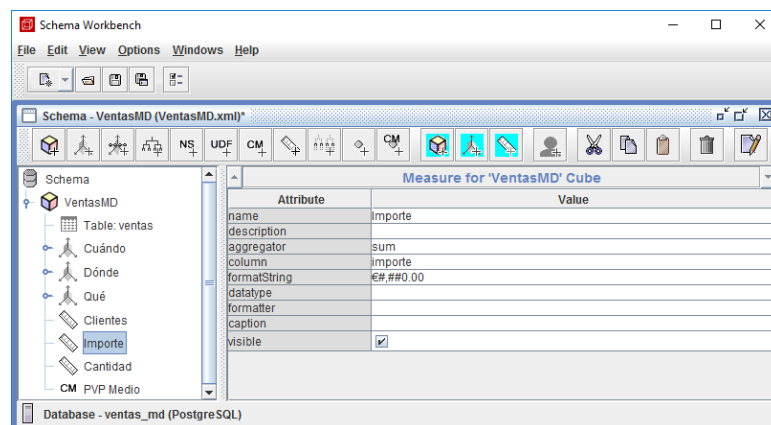 Schema Workbench
File Edit View Options Windows Help
Schema - VentasMD (VentasMD.xml)*
NS UDF CM CM
Schema
VentasMD
Table: ventas
Cuándo
Dónde
Qué
Clientes
Importe
Cantidad
CM PVP Medio
Measure for 'VentasMD' Cube
Attribute Value
name Importe
description
aggregator sum
column importe
formatString €#,##0.00
datatype
formatter
caption
visible
Database - ventas_md (PostgreSQL)